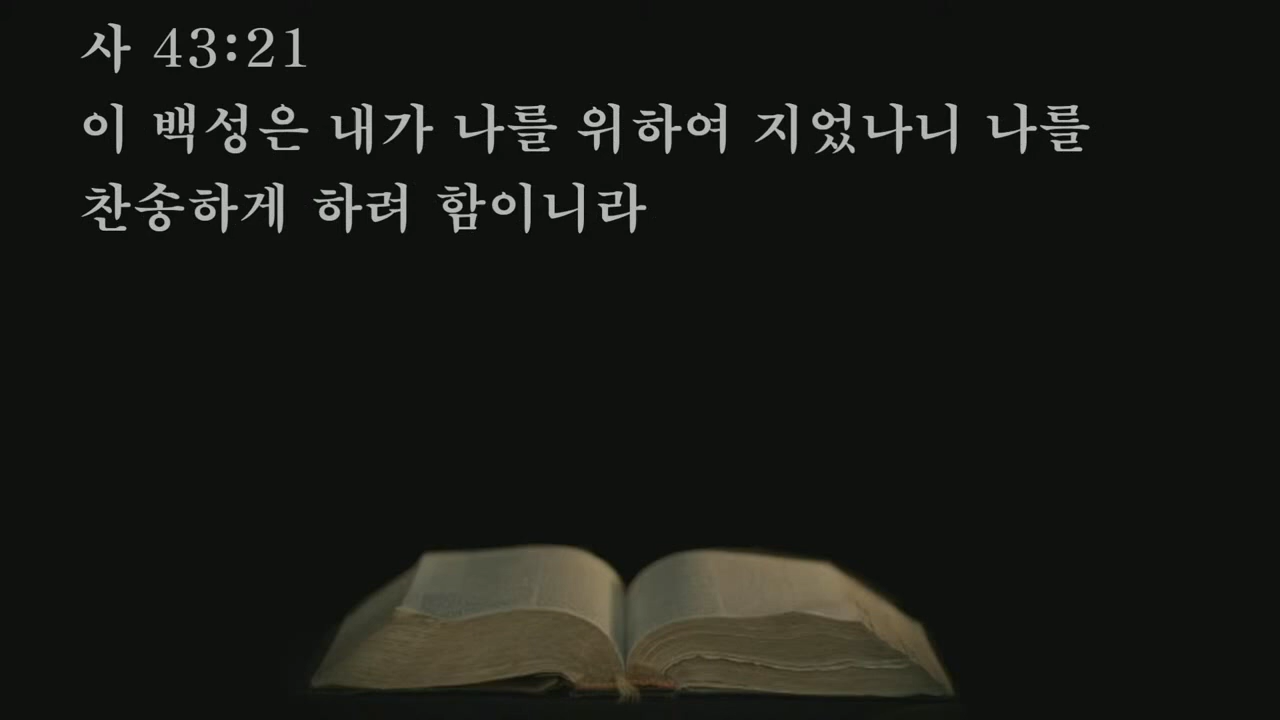 사 43:21
이 백성은 내가 나를 위하여 지었나니 나를
찬송하게 하려 함이니라